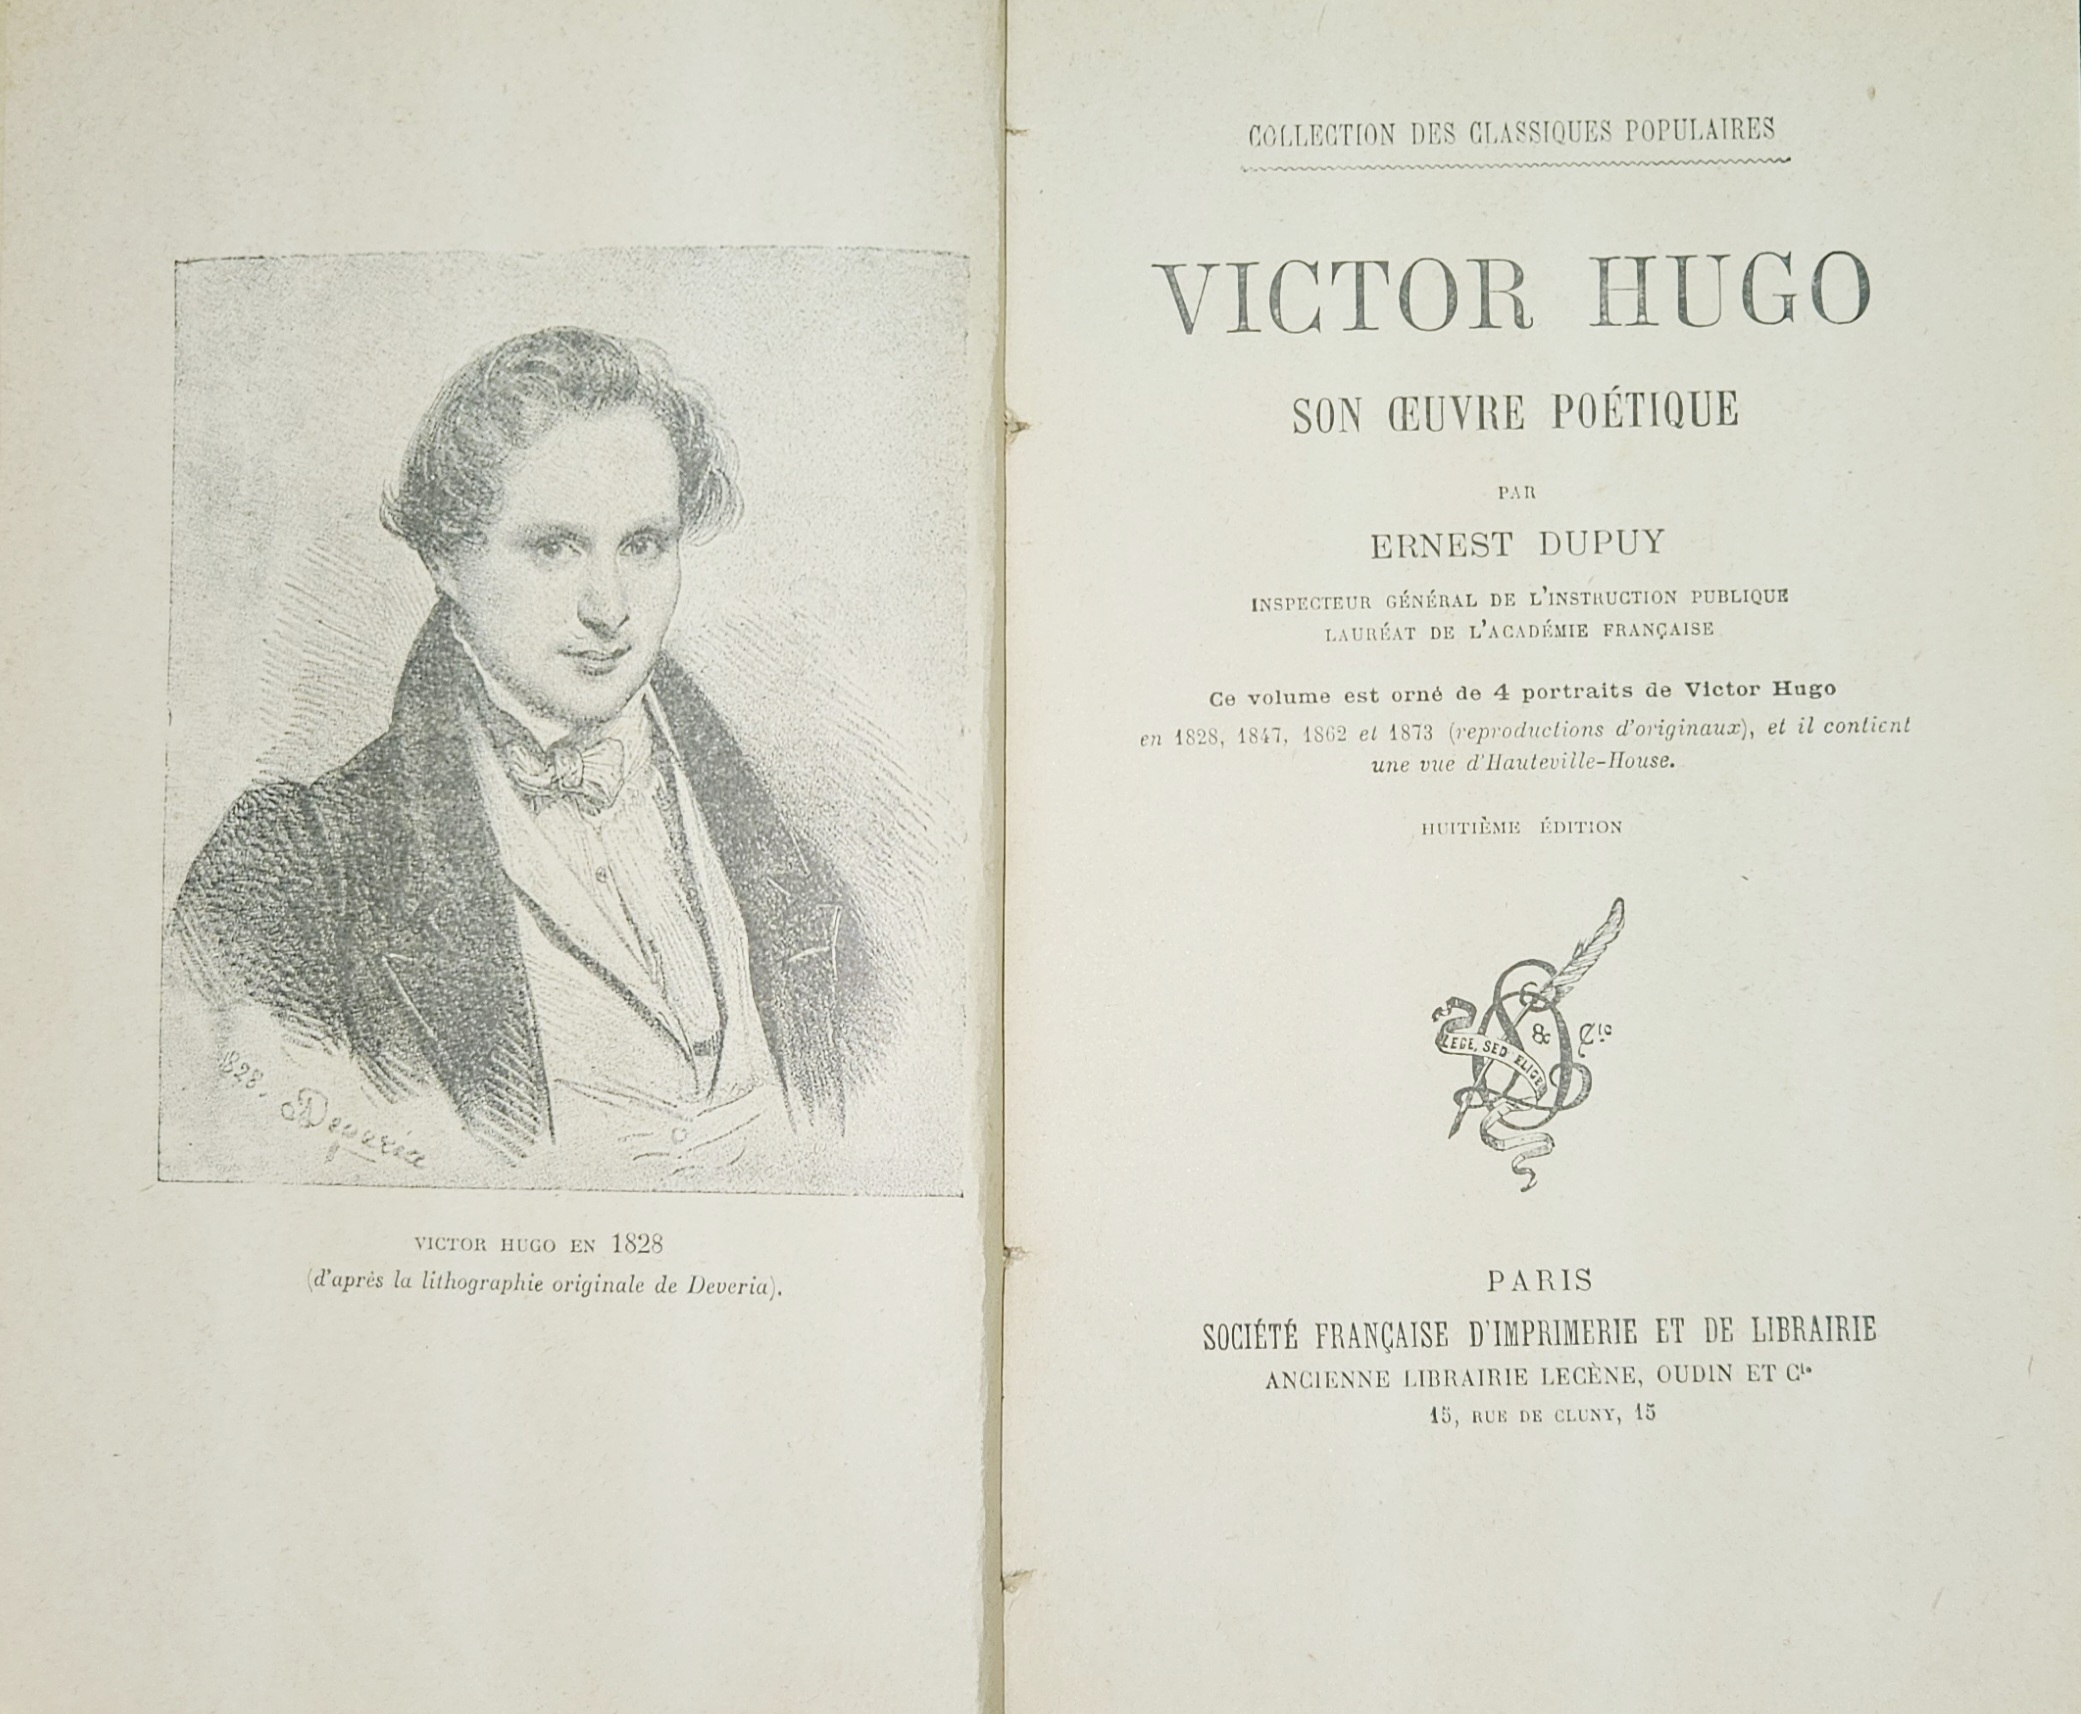 1828. ADeveria
VICTOR HUGO EN 1828
(d'après la lithographie originale de Deveria).
COLLECTION DES CLASSIQUES POPULAIRES
VICTOR HUGO
SON ŒUVRE POÉTIQUE
PAR
ERNEST DUPUY
INSPECTEUR GÉNÉRAL DE L'INSTRUCTION PUBLIQUE
LAURÉAT DE L'ACADÉMIE FRANÇAISE
Ce volume est orné de 4 portraits de Victor Hugo
en 1828, 1847, 1862 et 1873 (reproductions d'originaux), et il contient
une vue d'Hauteville-House.
HUITIÈME ÉDITION
& Cie
LEGE, SED ELIGE
PARIS
SOCIÉTÉ FRANÇAISE D'IMPRIMERIE ET DE LIBRAIRIE
ANCIENNE LIBRAIRIE LECÈNE, OUDIN ET Cie
15, RUE DE CLUNY, 15